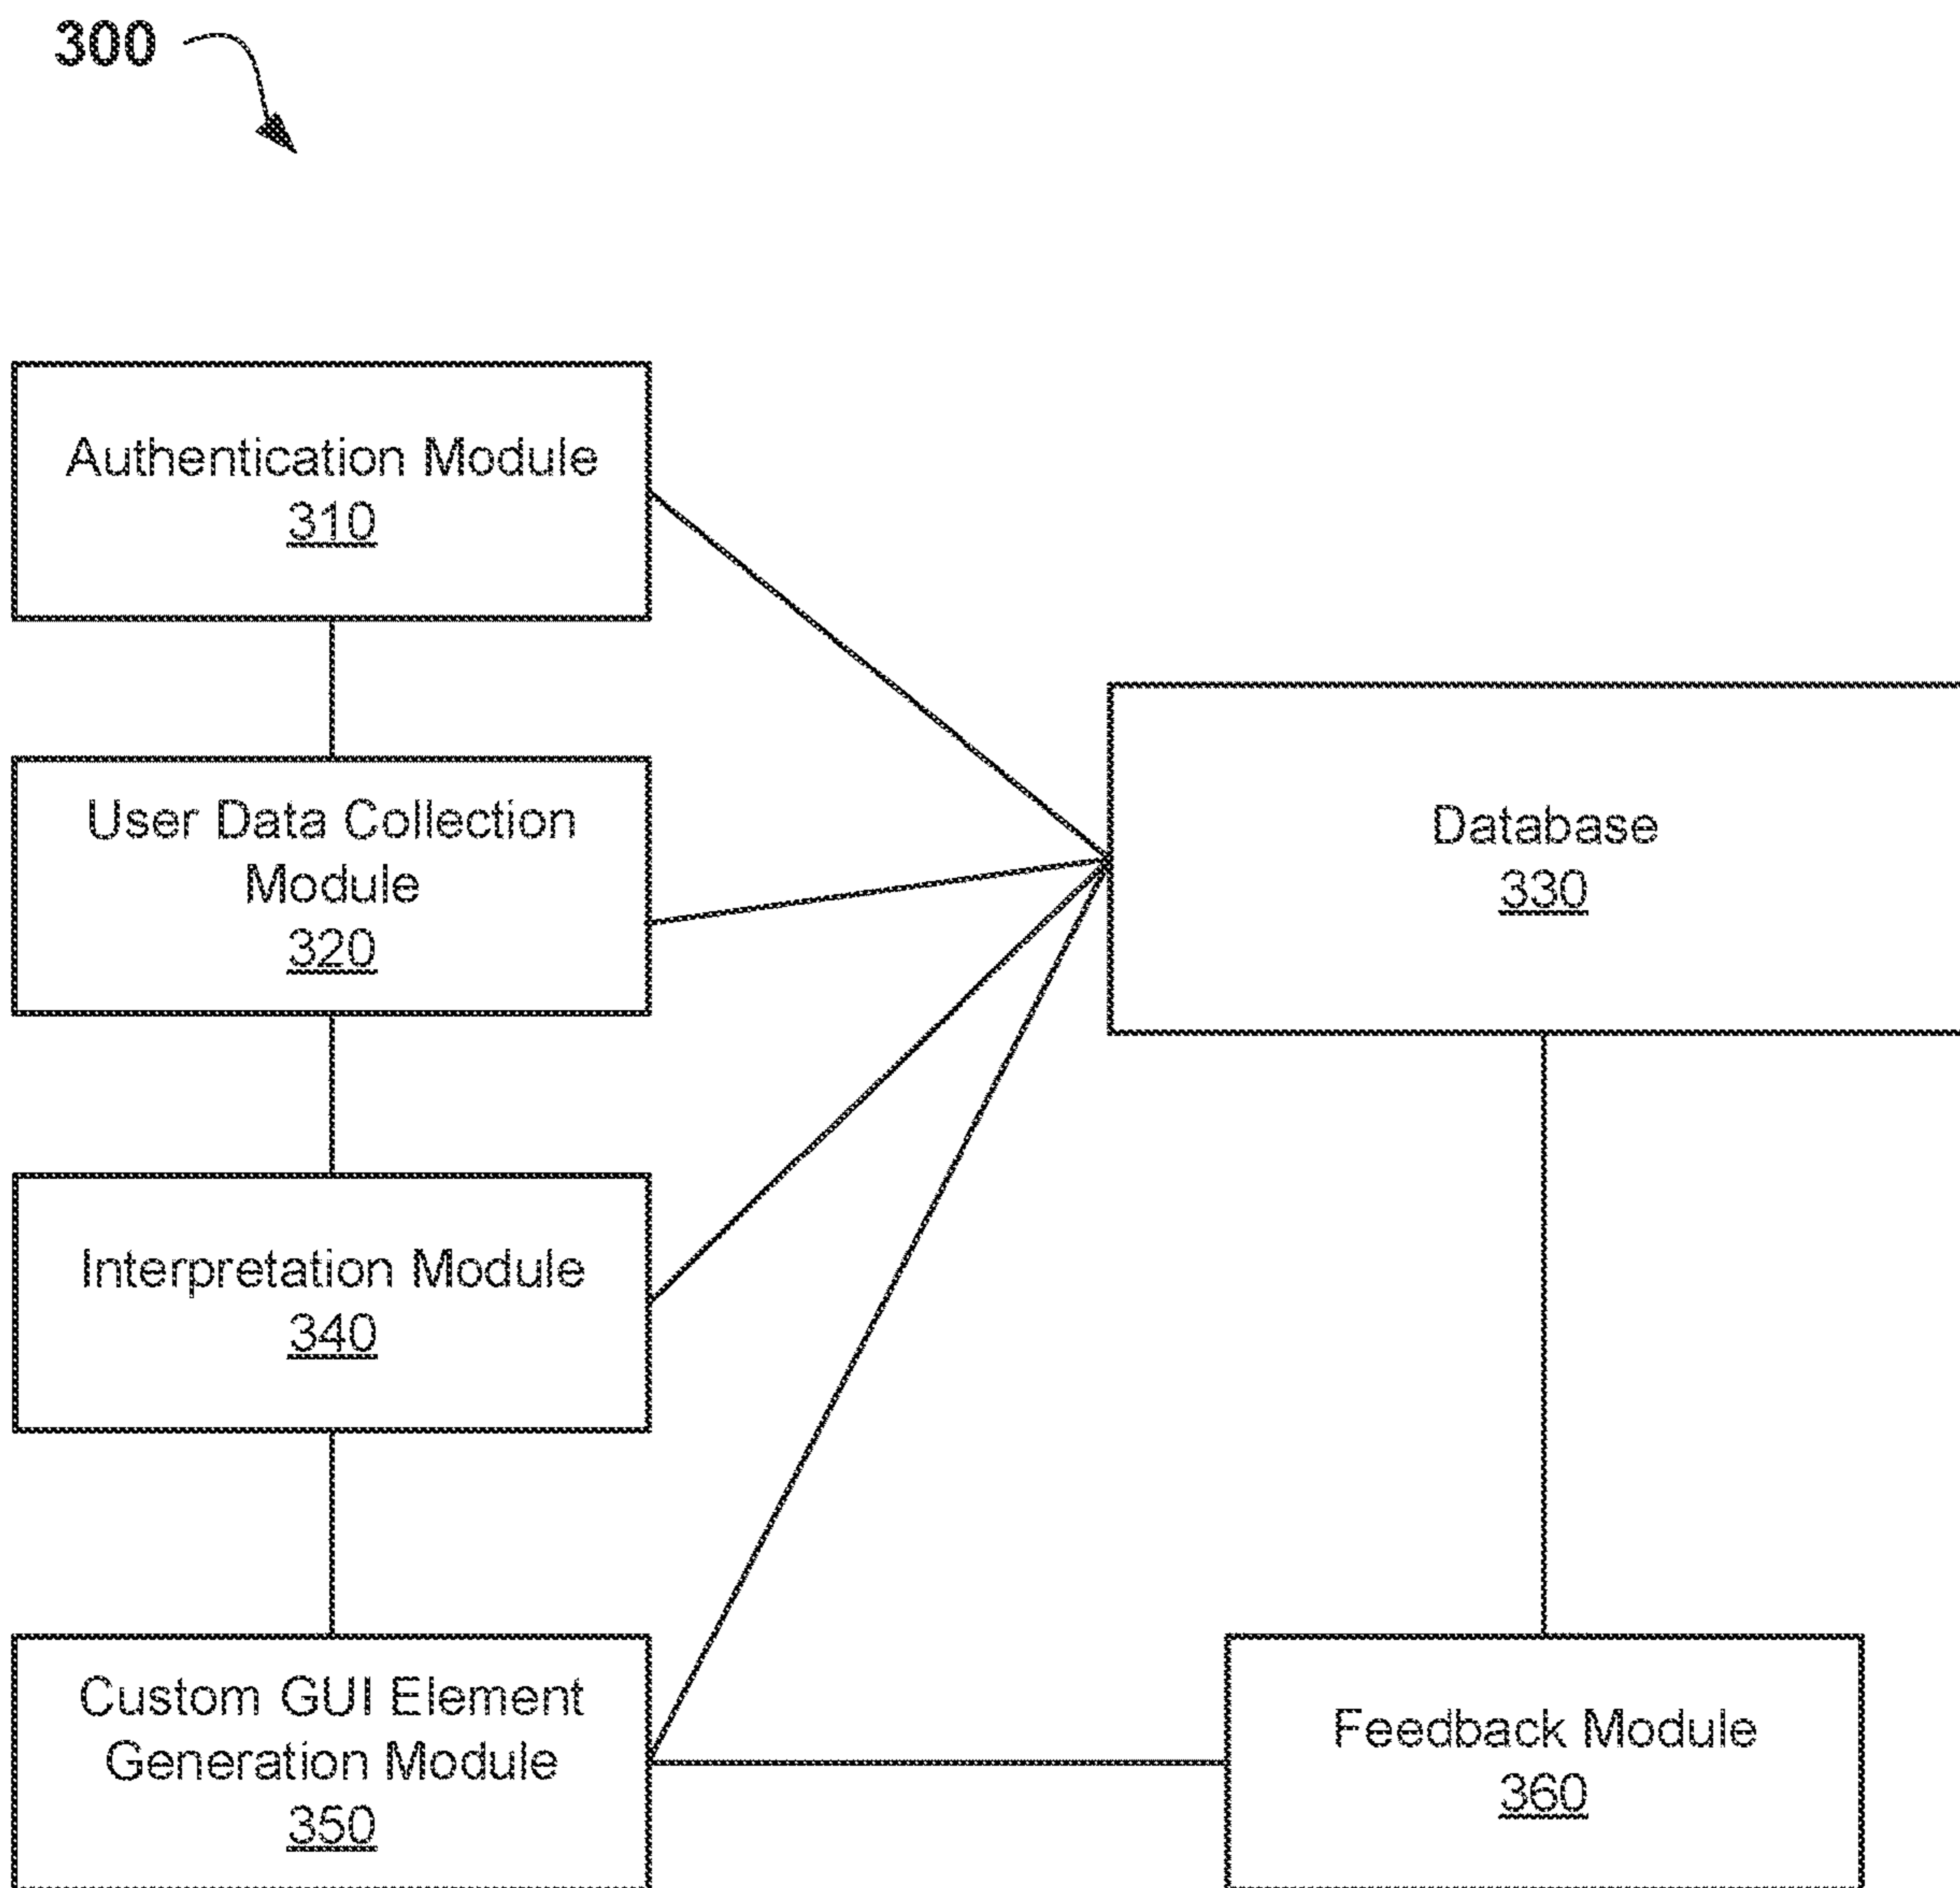 300
Authentication Module
310
User Data Collection
Module
320
Database
330
Interpretation Module
340
Custom GUI Element
Generation Module
350
Feedback Module
360